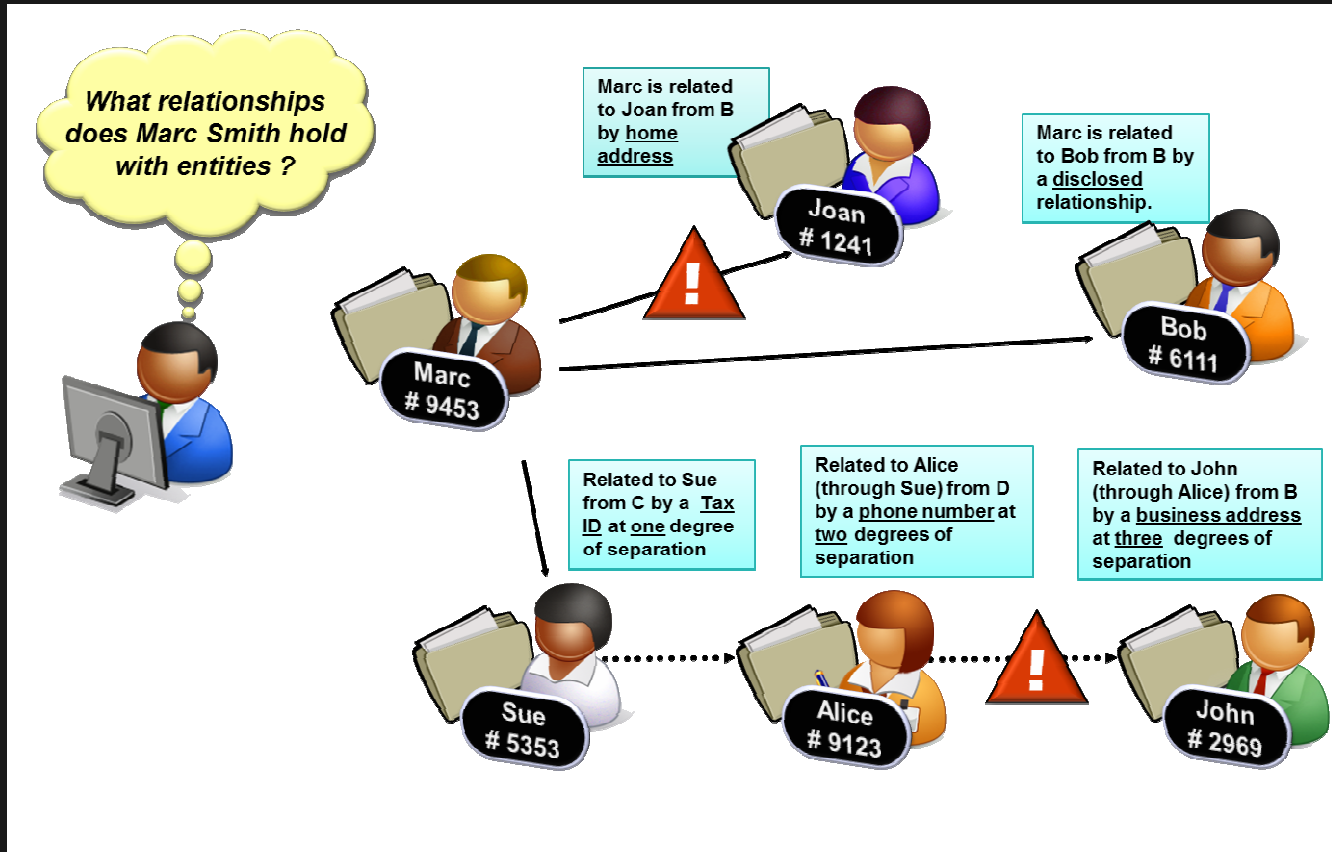 What relationships
does Marc Smith hold
with entities ?
Marc is related
to Joan from B
by home
address
Joan
# 1241
Marc is related
to Bob from B by
a disclosed
relationship.
Bob
# 6111
Marc
# 9453
Related to Sue
from C by a Tax
ID at one degree
of separation
Related to Alice
(through Sue) from D
by a phone number at
two degrees of
separation
Related to John
(through Alice) from B
by a business address
at three degrees of
separation
Sue
# 5353
Alice
# 9123
John
# 2969